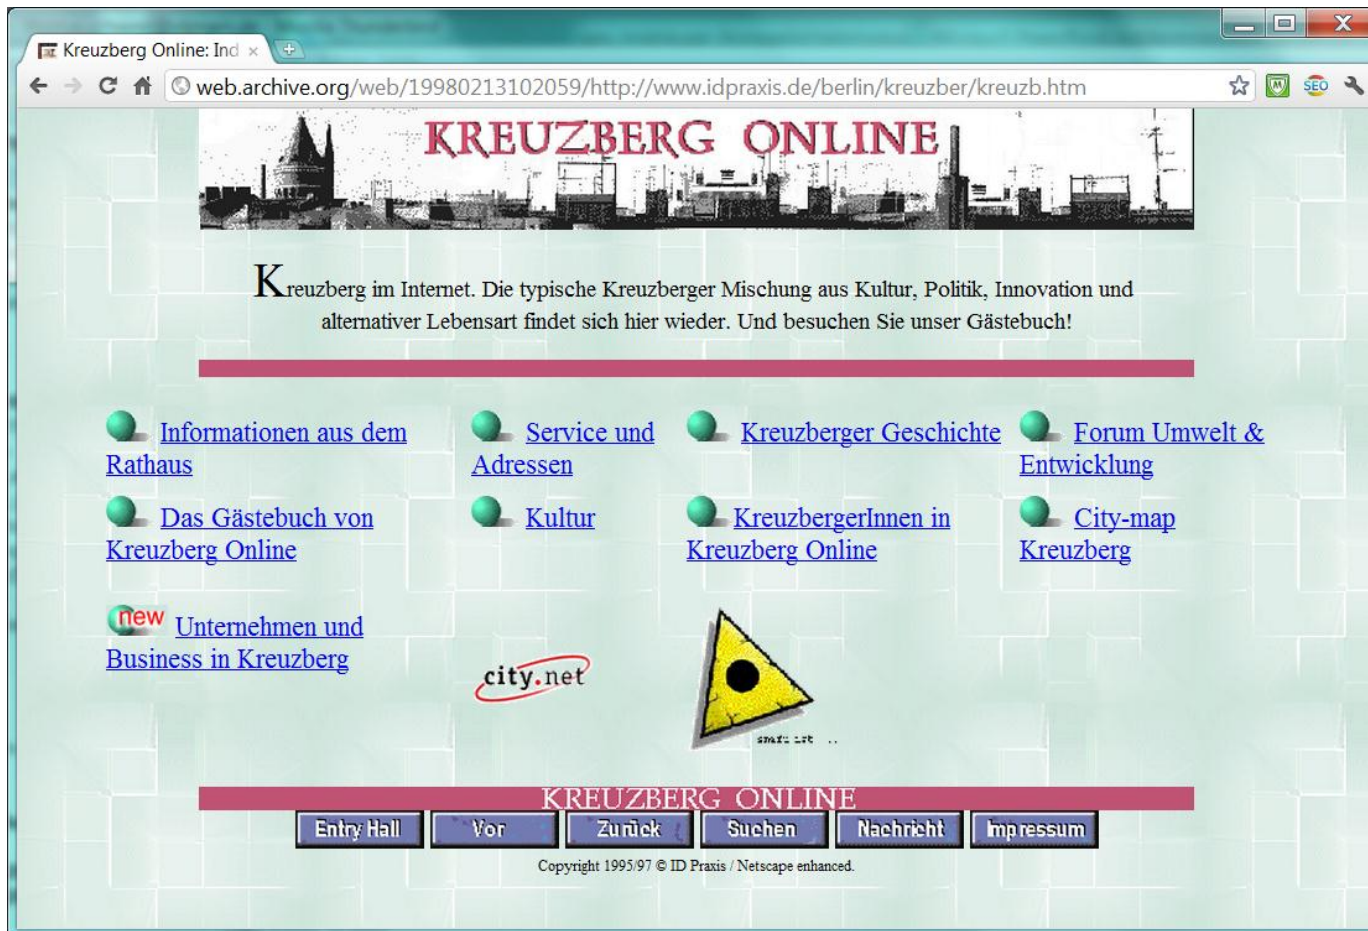 Kreuzberg Online: Ind
web.archive.org/web/19980213102059/http://www.idpraxis.de/berlin/kreuzber/kreuzb.htm
SEO
KREUZBERG ONLINE
Kreuzberg im Internet. Die typische Kreuzberger Mischung aus Kultur, Politik, Innovation und
alternativer Lebensart findet sich hier wieder. Und besuchen Sie unser Gästebuch!
Informationen aus dem
Rathaus
Service und
Adressen
Kreuzberger Geschichte
Forum Umwelt &
Entwicklung
Das Gästebuch von
Kreuzberg Online
Kultur
KreuzbergerInnen in
Kreuzberg Online
City-map
Kreuzberg
new Unternehmen und
Business in Kreuzberg
city.net
KREUZBERG ONLINE
Entry Hall Vor Zurück Suchen Nachricht Impressum
Copyright 1995/97 © ID Praxis / Netscape enhanced.